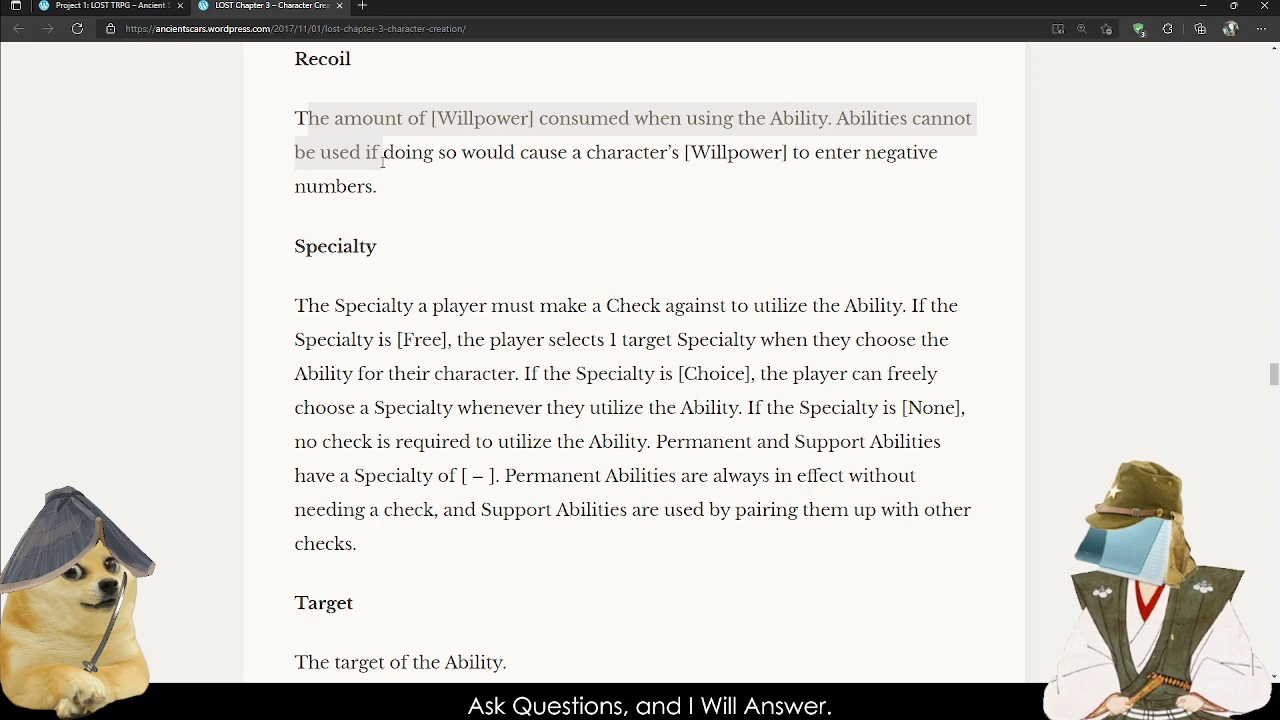 Project 1: LOST TRPG – Ancient S
LOST Chapter 3 – Character Crea
https://ancientscars.wordpress.com/2017/11/01/lost-chapter-3-character-creation/
Recoil
The amount of [Willpower] consumed when using the Ability. Abilities cannot
be used if doing so would cause a character’s [Willpower] to enter negative
numbers.
Specialty
The Specialty a player must make a Check against to utilize the Ability. If the
Specialty is [Free], the player selects 1 target Specialty when they choose the
Ability for their character. If the Specialty is [Choice], the player can freely
choose a Specialty whenever they utilize the Ability. If the Specialty is [None],
no check is required to utilize the Ability. Permanent and Support Abilities
have a Specialty of [ – ]. Permanent Abilities are always in effect without
needing a check, and Support Abilities are used by pairing them up with other
checks.
Target
The target of the Ability.
Ask Questions, and I Will Answer.